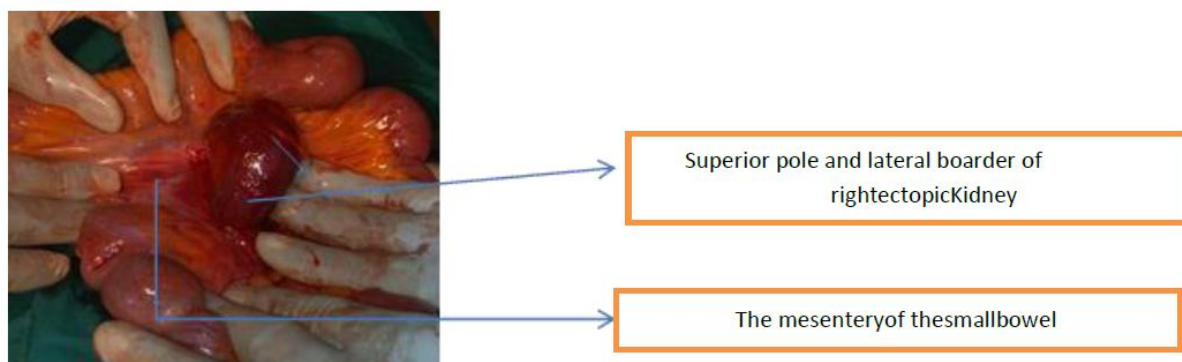 Superior pole and lateral boarder of
rightectopicKidney
The mesenteryof thesmallbowel